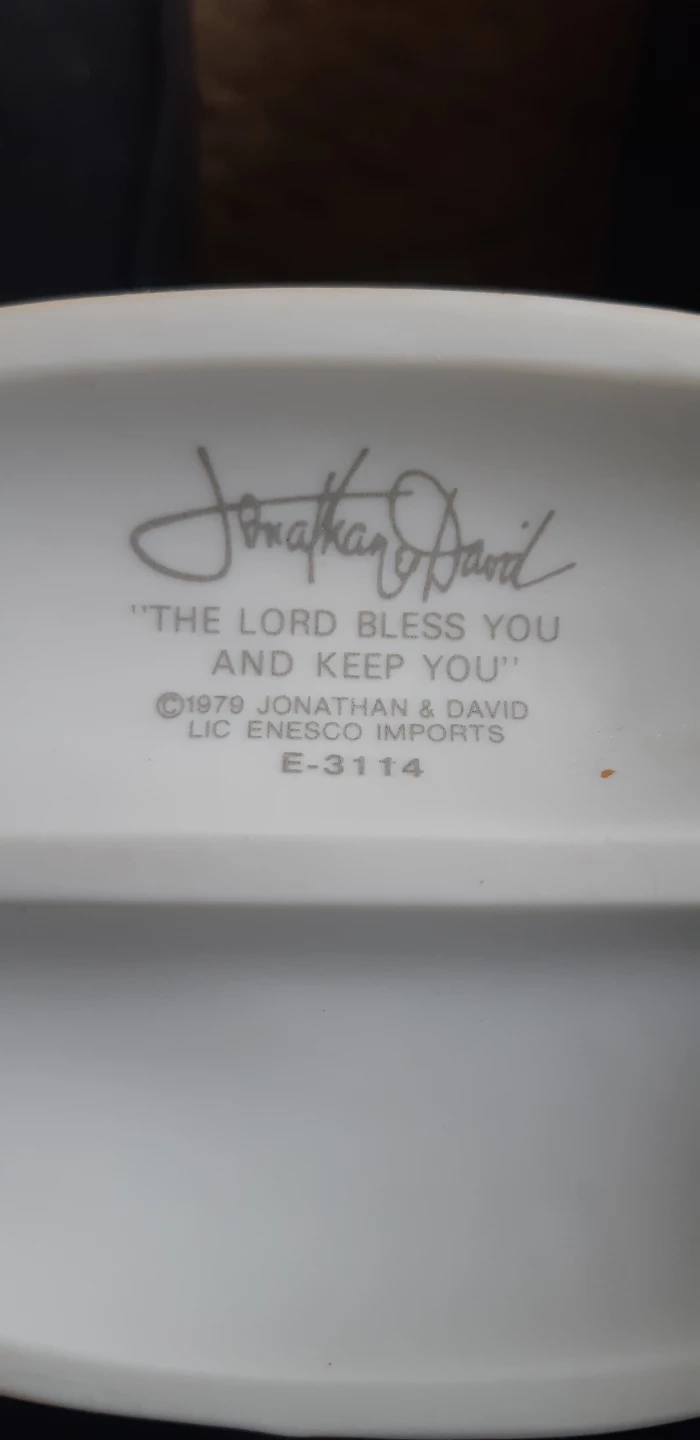 Jonathan & David
"THE LORD BLESS YOU
AND KEEP YOU"
©1979 JONATHAN & DAVID
LIC ENESCO IMPORTS
E-3114